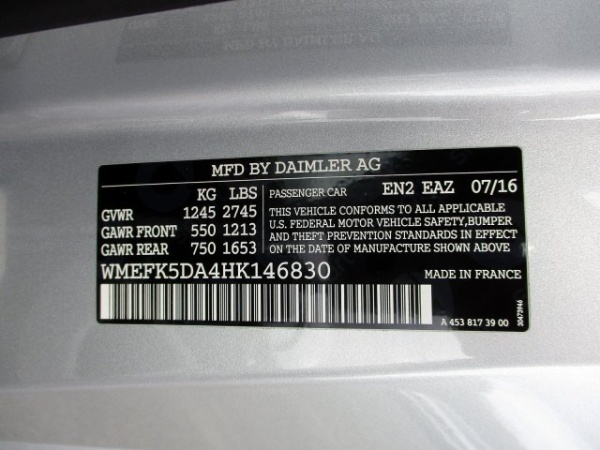 MFD BY DAIMLER AG
KG LBS
GVWR 1245 2745
GAWR FRONT 550 1213
GAWR REAR 750 1653
PASSENGER CAR EN2 EAZ 07/16
THIS VEHICLE CONFORMS TO ALL APPLICABLE
U.S. FEDERAL MOTOR VEHICLE SAFETY,BUMPER
AND THEFT PREVENTION STANDARDS IN EFFECT
ON THE DATE OF MANUFACTURE SHOWN ABOVE
WMEFK5DA4HK146830 MADE IN FRANCE
A 453 817 39 00